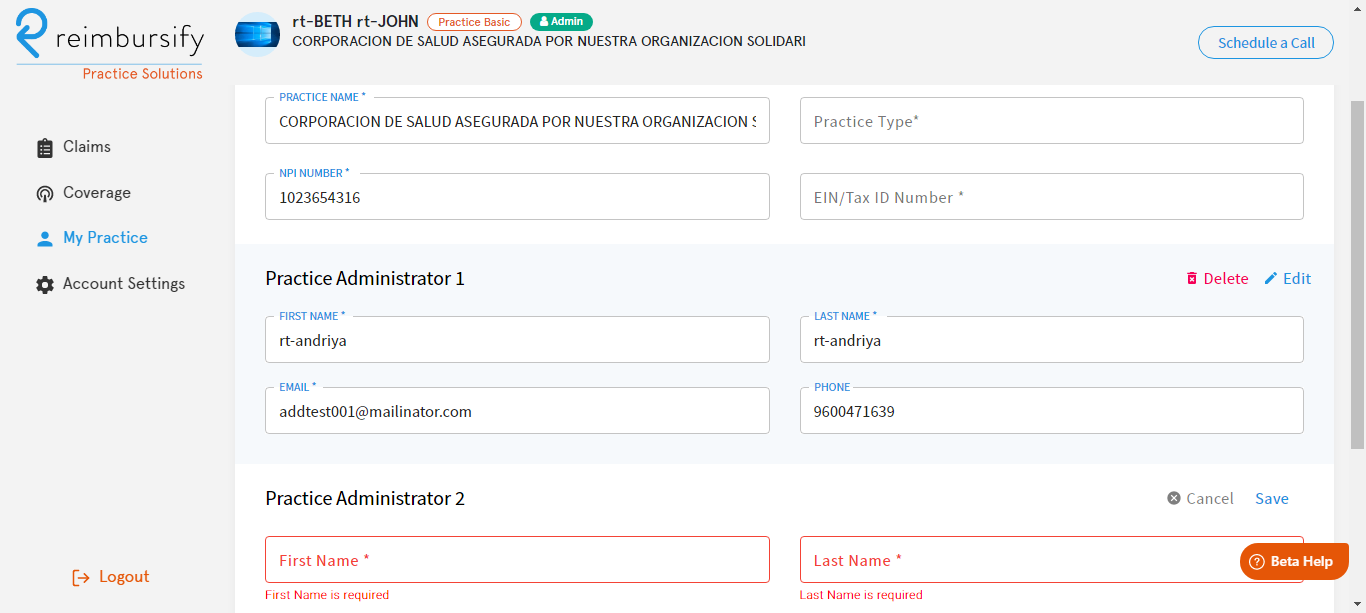 reimbursify
Practice Solutions
rt-BETH rt-JOHN Practice Basic Admin
CORPORACION DE SALUD ASEGURADA POR NUESTRA ORGANIZACION SOLIDARI
Schedule a Call
Claims
Coverage
My Practice
Account Settings
Logout
PRACTICE NAME *
CORPORACION DE SALUD ASEGURADA POR NUESTRA ORGANIZACION S
Practice Type*
NPI NUMBER *
1023654316
EIN/Tax ID Number *
Practice Administrator 1
Delete Edit
FIRST NAME *
rt-andriya
LAST NAME *
rt-andriya
EMAIL *
addtest001@mailinator.com
PHONE
9600471639
Practice Administrator 2
Cancel Save
First Name *
First Name is required
Last Name *
Last Name is required
Beta Help